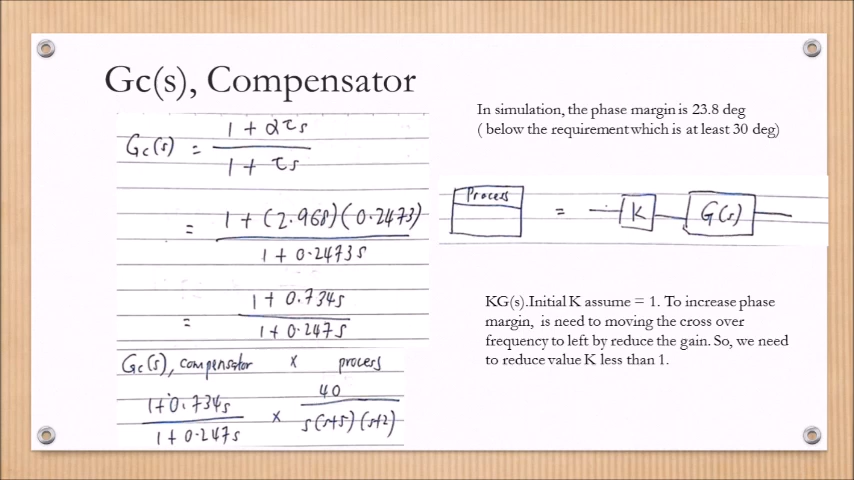 Gc(s), Compensator
Gc(s) = 1 + ατs
1 + τs
= 1 + (2.968)(0.2473)
1 + 0.2473s
= 1 + 0.734s
1 + 0.247s
Gc(s), compensator x process
1+0.734s
1 + 0.247s
x 40
s(s+5)(s+2)
In simulation, the phase margin is 23.8 deg
( below the requirement which is at least 30 deg)
Process = K G(s)
KG(s).Initial K assume = 1. To increase phase
margin, is need to moving the cross over
frequency to left by reduce the gain. So, we need
to reduce value K less than 1.